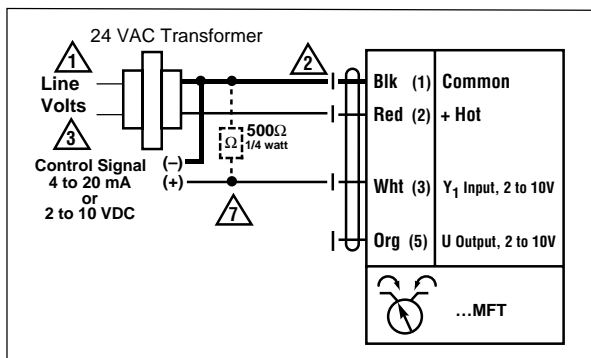 24 VAC Transformer
1
Line
Volts
2
Blk (1) Common
Red (2) + Hot
500Ω
1/4 watt
Ω
3
Control Signal
4 to 20 mA
or
2 to 10 VDC
(–)
(+)
7
Wht (3) Y1 Input, 2 to 10V
Org (5) U Output, 2 to 10V
...MFT